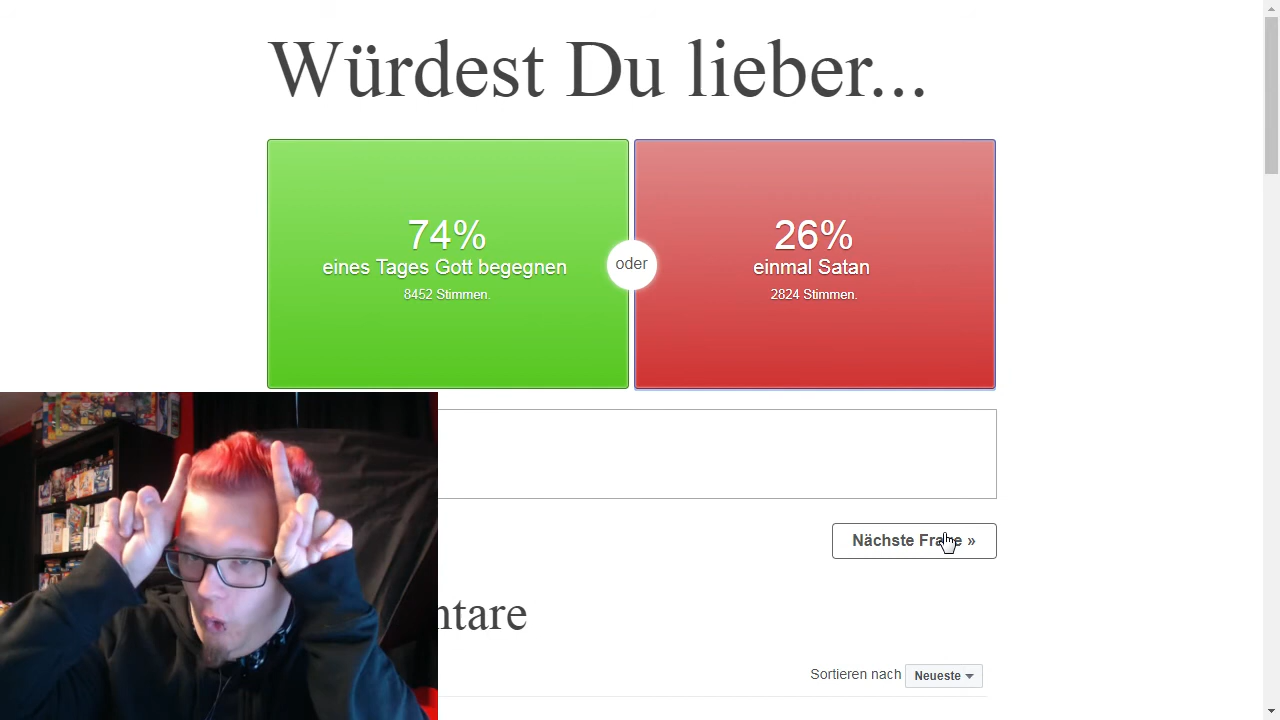 Würdest Du lieber...
74%
eines Tages Gott begegnen
8452 Stimmen.
oder
26%
einmal Satan
2824 Stimmen.
Nächste Frage »
ntare
Sortieren nach Neueste